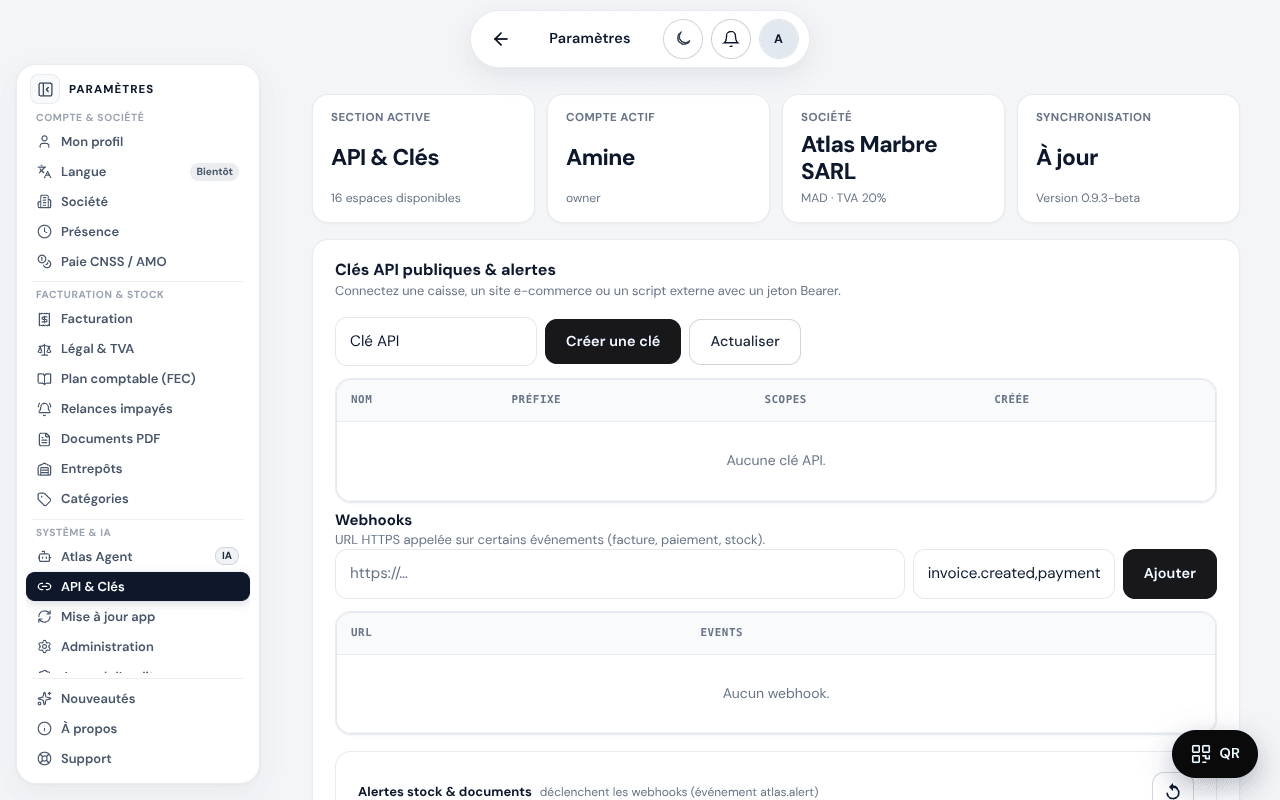 Paramètres
A
PARAMÈTRES
COMPTE & SOCIÉTÉ
Mon profil
Langue
Bientôt
Société
Présence
Paie CNSS / AMO
FACTURATION & STOCK
Facturation
Légal & TVA
Plan comptable (FEC)
Relances impayés
Documents PDF
Entrepôts
Catégories
SYSTÈME & IA
Atlas Agent
IA
API & Clés
Mise à jour app
Administration
Nouveautés
À propos
Support
SECTION ACTIVE
API & Clés
16 espaces disponibles
COMPTE ACTIF
Amine
owner
SOCIÉTÉ
Atlas Marbre
SARL
MAD · TVA 20%
SYNCHRONISATION
À jour
Version 0.9.3-beta
Clés API publiques & alertes
Connectez une caisse, un site e-commerce ou un script externe avec un jeton Bearer.
Clé API
Créer une clé
Actualiser
NOM PRÉFIXE SCOPES CRÉÉE
Aucune clé API.
Webhooks
URL HTTPS appelée sur certains événements (facture, paiement, stock).
https://…
invoice.created,payment
Ajouter
URL EVENTS
Aucun webhook.
Alertes stock & documents déclenchent les webhooks (événement atlas.alert)
QR